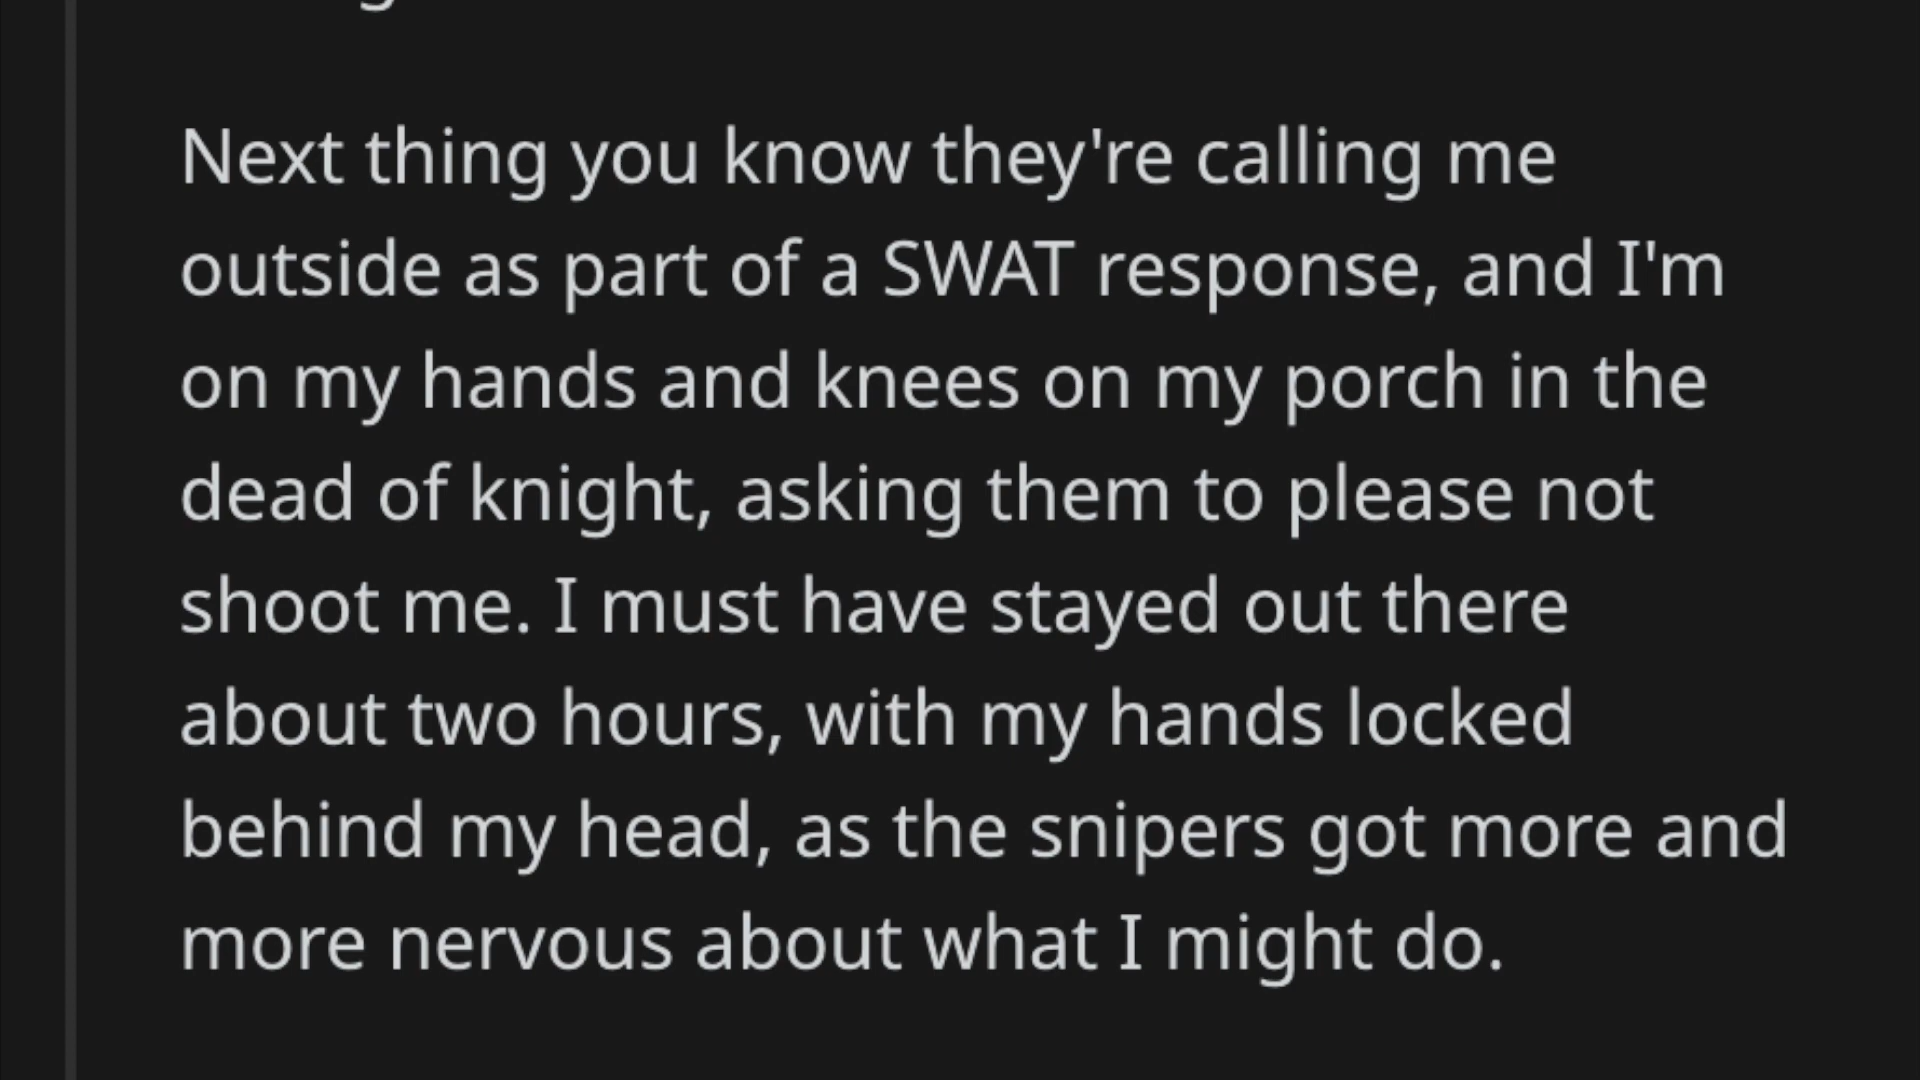 Next thing you know they're calling me
outside as part of a SWAT response, and I'm
on my hands and knees on my porch in the
dead of knight, asking them to please not
shoot me. I must have stayed out there
about two hours, with my hands locked
behind my head, as the snipers got more and
more nervous about what I might do.